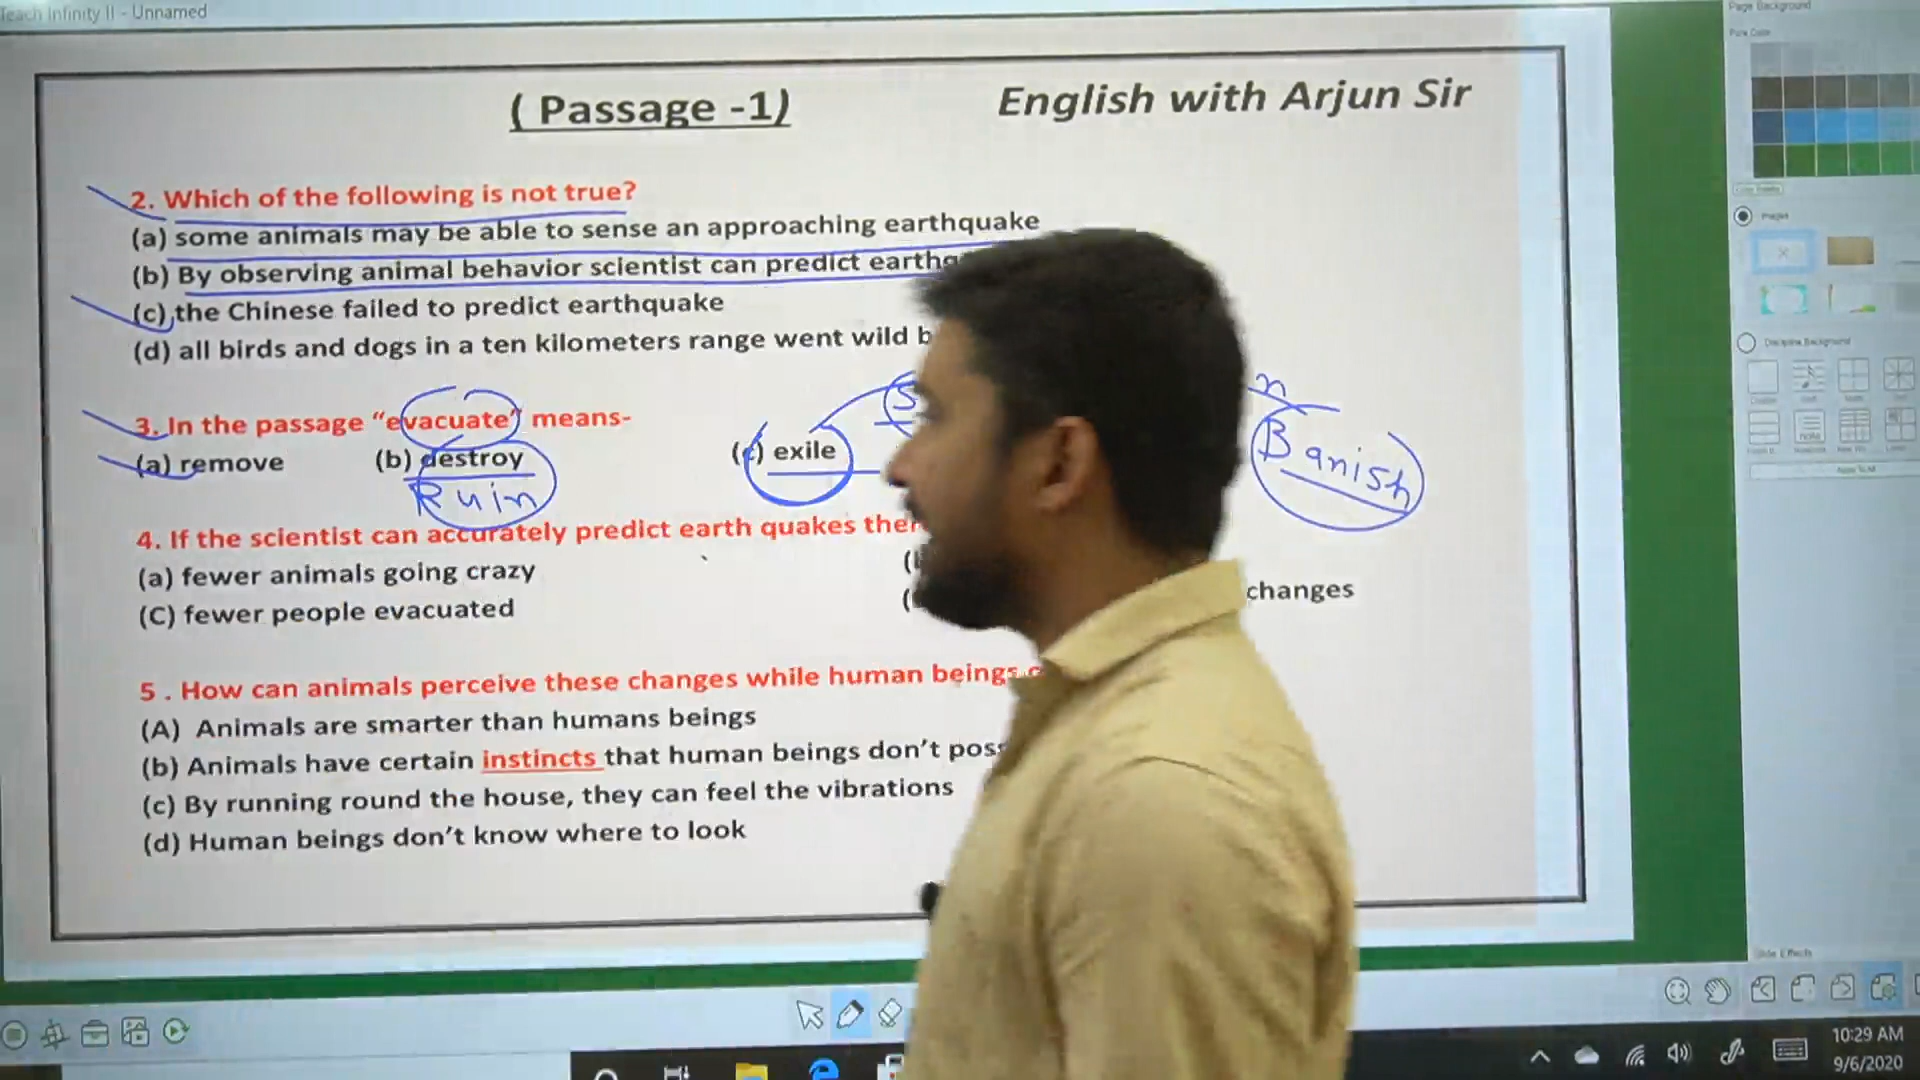 Teach Infinity II - Unnamed
Page Background
( Passage -1)
English with Arjun Sir
2. Which of the following is not true?
(a) some animals may be able to sense an approaching earthquake
(b) By observing animal behavior scientist can predict
(c) the Chinese failed to predict earthquake
(d) all birds and dogs in a ten kilometers range went wild
3. In the passage “evacuate” means-
(a) remove (b) destroy (c) exile
Ruin
Banish
4. If the scientist can accurately predict earth quakes
(a) fewer animals going crazy
(C) fewer people evacuated
changes
5 . How can animals perceive these changes while human beings
(A) Animals are smarter than humans beings
(b) Animals have certain instincts that human beings don’t
(c) By running round the house, they can feel the vibrations
(d) Human beings don’t know where to look
Slide Effects
10:29 AM
9/6/2020